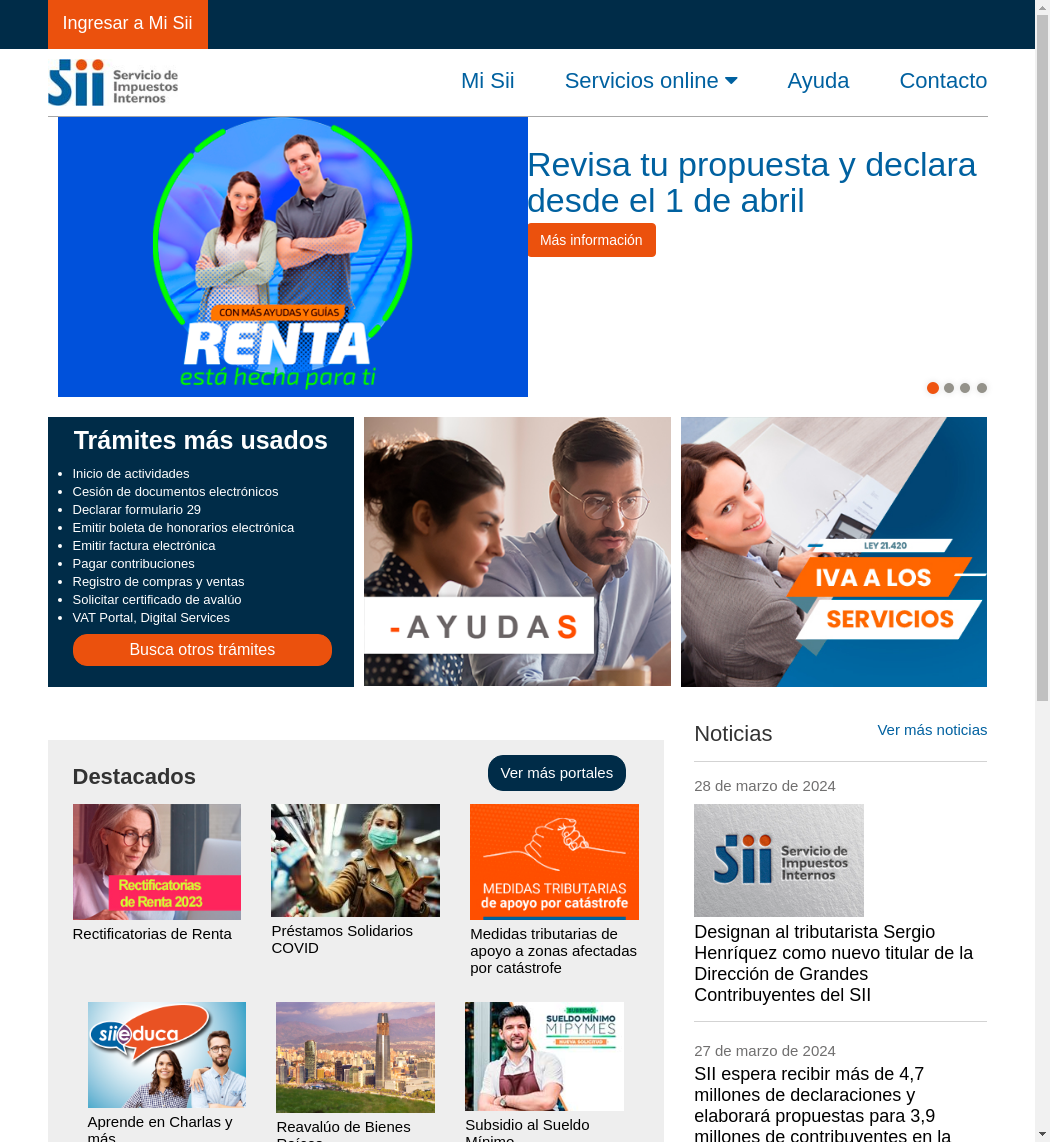 Ingresar a Mi Sii
Sii Servicio de
Impuestos
Internos
Mi Sii
Servicios online
Ayuda
Contacto
CON MÁS AYUDAS Y GUÍAS
RENTA
está hecha para ti
Revisa tu propuesta y declara
desde el 1 de abril
Más información
Trámites más usados
Inicio de actividades
Cesión de documentos electrónicos
Declarar formulario 29
Emitir boleta de honorarios electrónica
Emitir factura electrónica
Pagar contribuciones
Registro de compras y ventas
Solicitar certificado de avalúo
VAT Portal, Digital Services
Busca otros trámites
-AYUDAS
LEY 21.420
IVA A LOS
SERVICIOS
Destacados
Ver más portales
Rectificatorias
de Renta 2023
Rectificatorias de Renta
Préstamos Solidarios
COVID
MEDIDAS TRIBUTARIAS
de apoyo por catástrofe
Medidas tributarias de
apoyo a zonas afectadas
por catástrofe
siieduca
Aprende en Charlas y
más
Reavalúo de Bienes
Raíces
SUBSIDIO
SUELDO MÍNIMO
MIPYMES
NUEVA SOLICITUD
Subsidio al Sueldo
Mínimo
Noticias
Ver más noticias
28 de marzo de 2024
Sii Servicio de
Impuestos
Internos
Designan al tributarista Sergio
Henríquez como nuevo titular de la
Dirección de Grandes
Contribuyentes del SII
27 de marzo de 2024
SII espera recibir más de 4,7
millones de declaraciones y
elaborará propuestas para 3,9
millones de contribuyentes en la